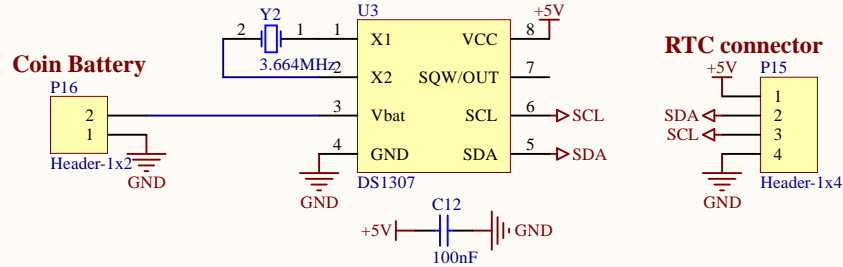 Y2
2
1
3.664MHz
U3
1
X1
2
X2
3
Vbat
4
GND
VCC
8
+5V
SQW/OUT
7
SCL
6
SCL
SDA
5
SDA
DS1307
GND
Coin Battery
P16
2
1
Header-1x2
GND
C12
+5V
GND
100nF
RTC connector
+5V
P15
1
SDA
2
SCL
3
4
Header-1x4
GND